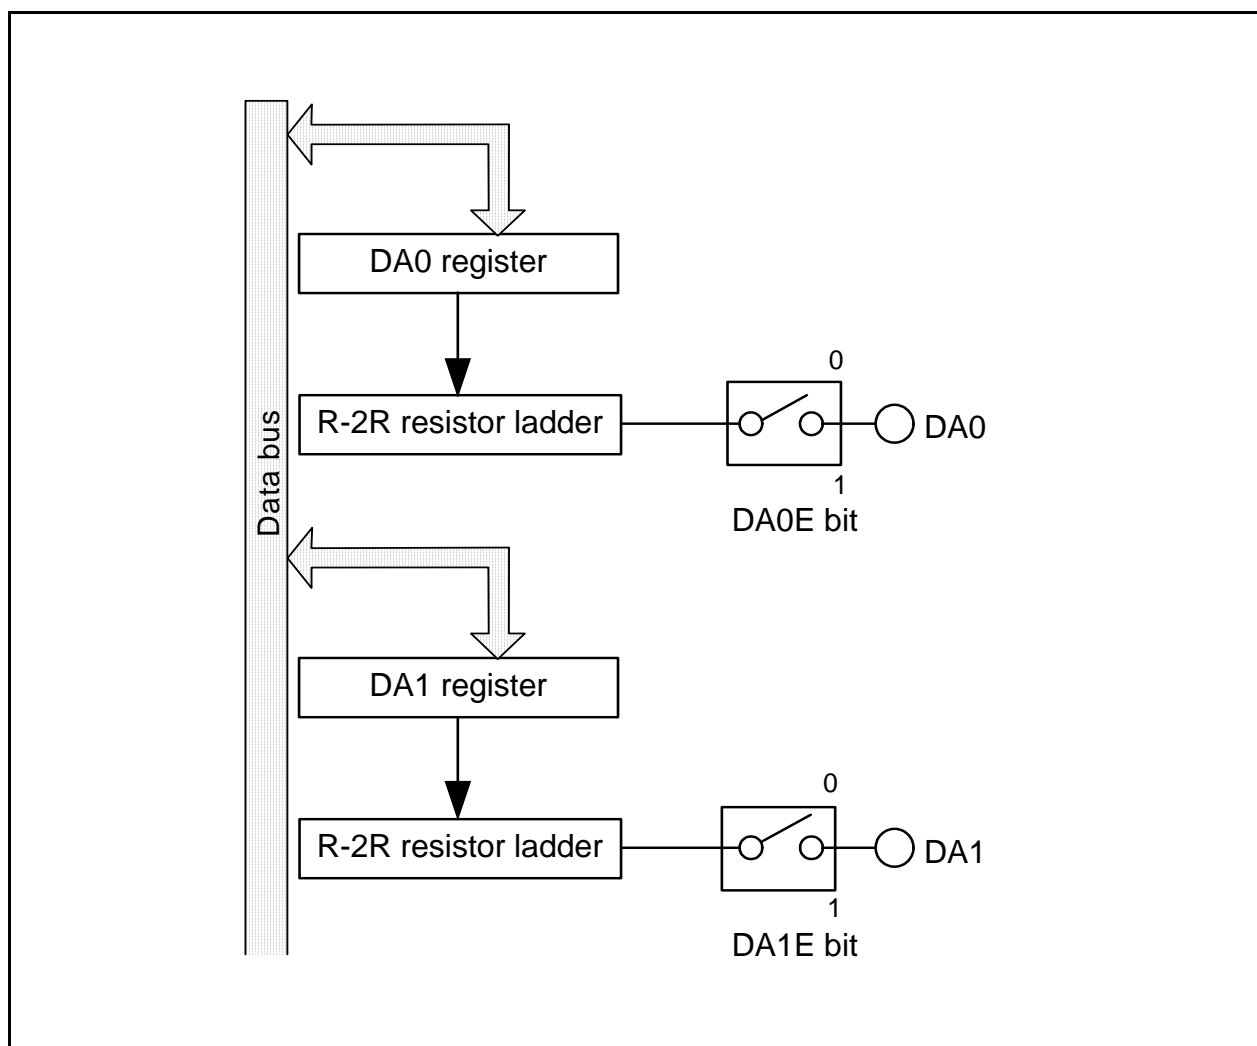 DA0 register
R-2R resistor ladder
0
DA0
1
DA0E bit
Data bus
DA1 register
R-2R resistor ladder
0
DA1
1
DA1E bit